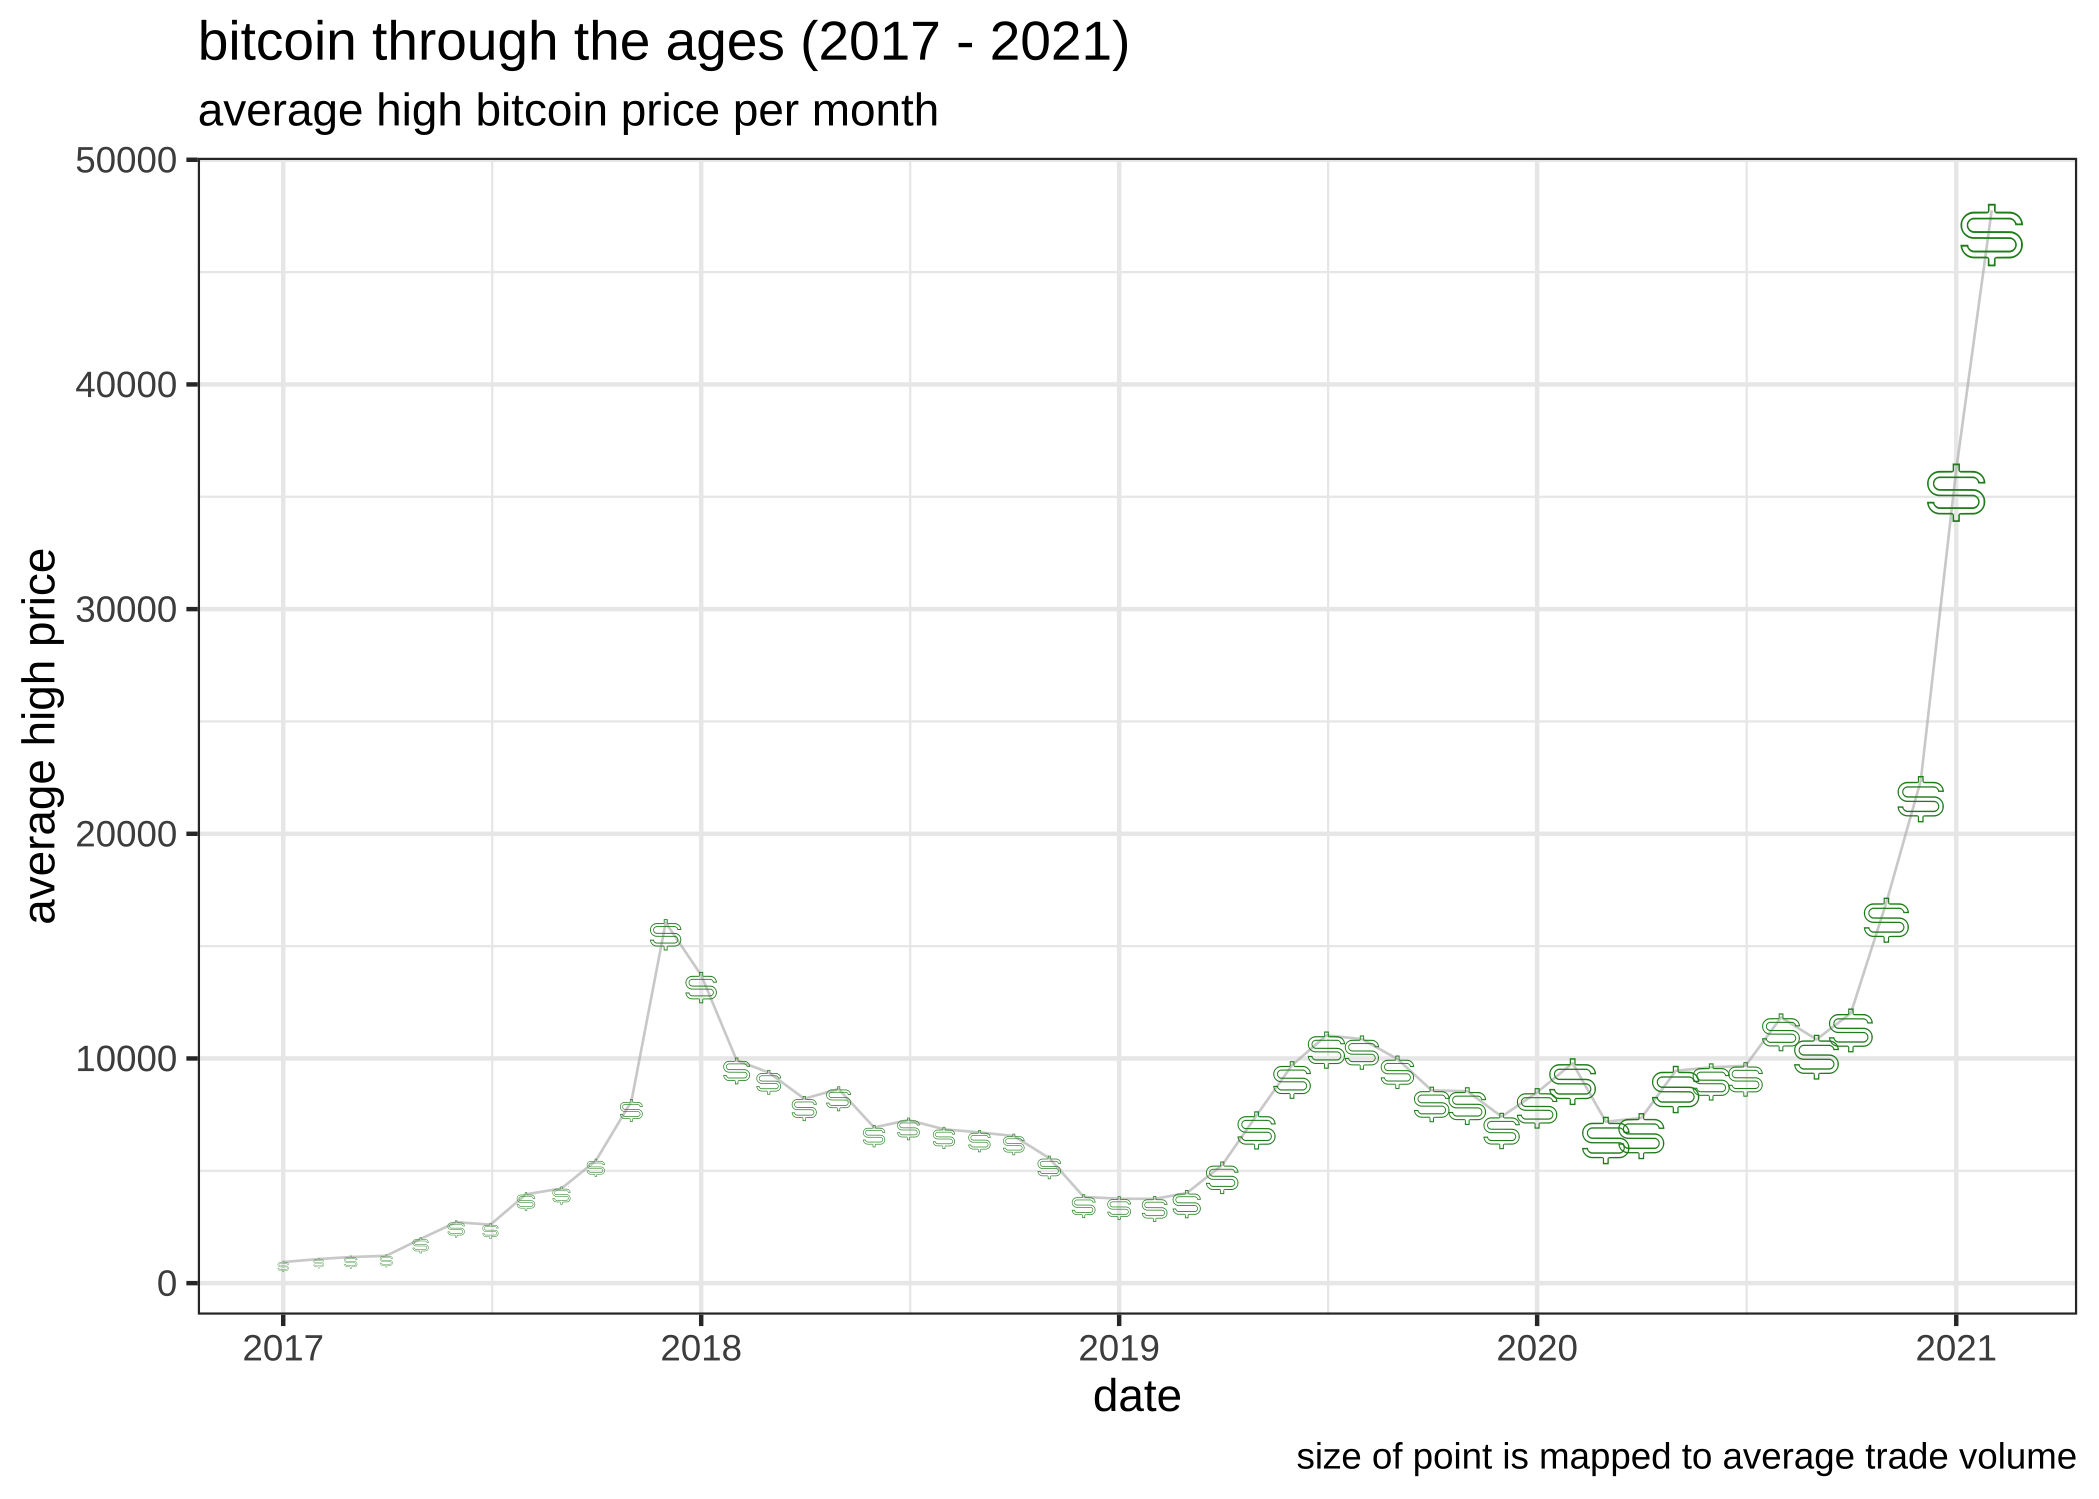 bitcoin through the ages (2017 - 2021)
average high bitcoin price per month
average high price
50000
40000
30000
20000
10000
0
2017 2018 2019 2020 2021
date
size of point is mapped to average trade volume